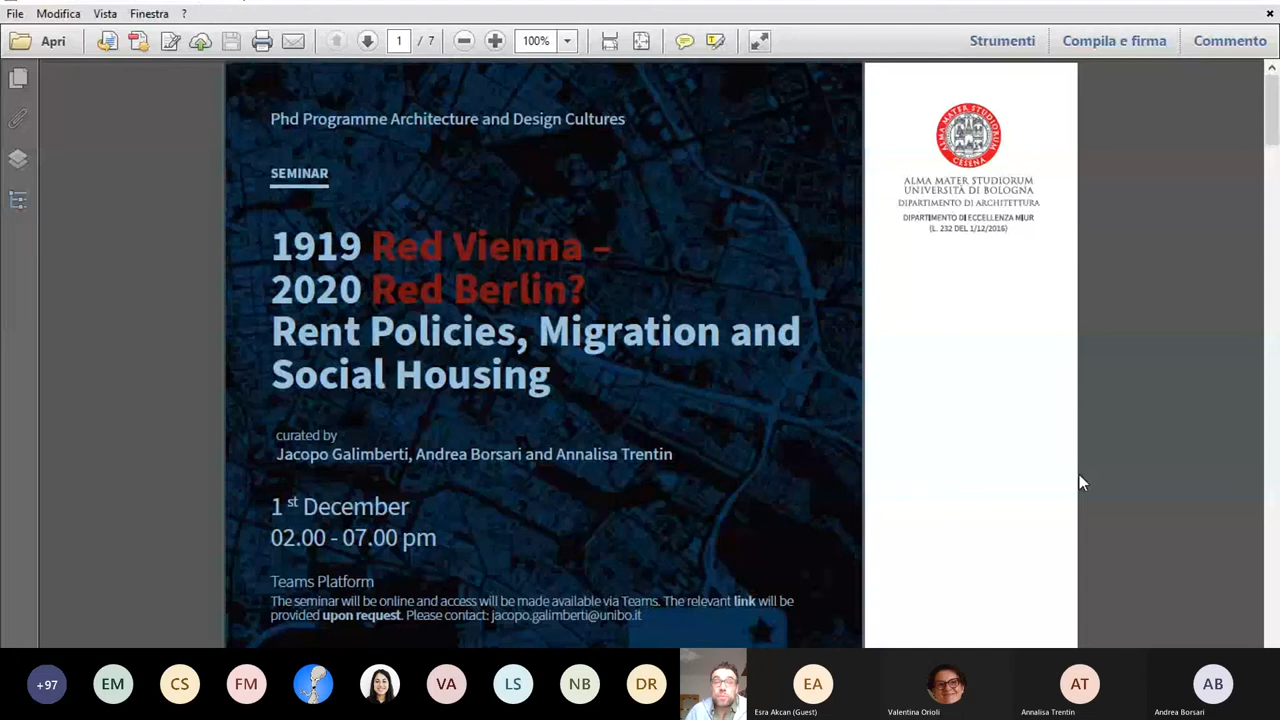 File Modifica Vista Finestra ?
Apri 1 / 7 100% Strumenti Compila e firma Commento
Phd Programme Architecture and Design Cultures
SEMINAR
1919 Red Vienna –
2020 Red Berlin?
Rent Policies, Migration and
Social Housing
curated by
Jacopo Galimberti, Andrea Borsari and Annalisa Trentin
1 st December
02.00 - 07.00 pm
Teams Platform
The seminar will be online and access will be made available via Teams. The relevant link will be
provided upon request. Please contact: jacopo.galimberti@unibo.it
ALMA MATER STUDIORUM
CESENA
ALMA MATER STUDIORUM
UNIVERSITÀ DI BOLOGNA
DIPARTIMENTO DI ARCHITETTURA
DIPARTIMENTO DI ECCELLENZA MIUR
(L. 232 DEL 1/12/2016)
+97 EM CS FM VA LS NB DR EA AT AB
Esra Akcan (Guest) Valentina Orioli Annalisa Trentin Andrea Borsari